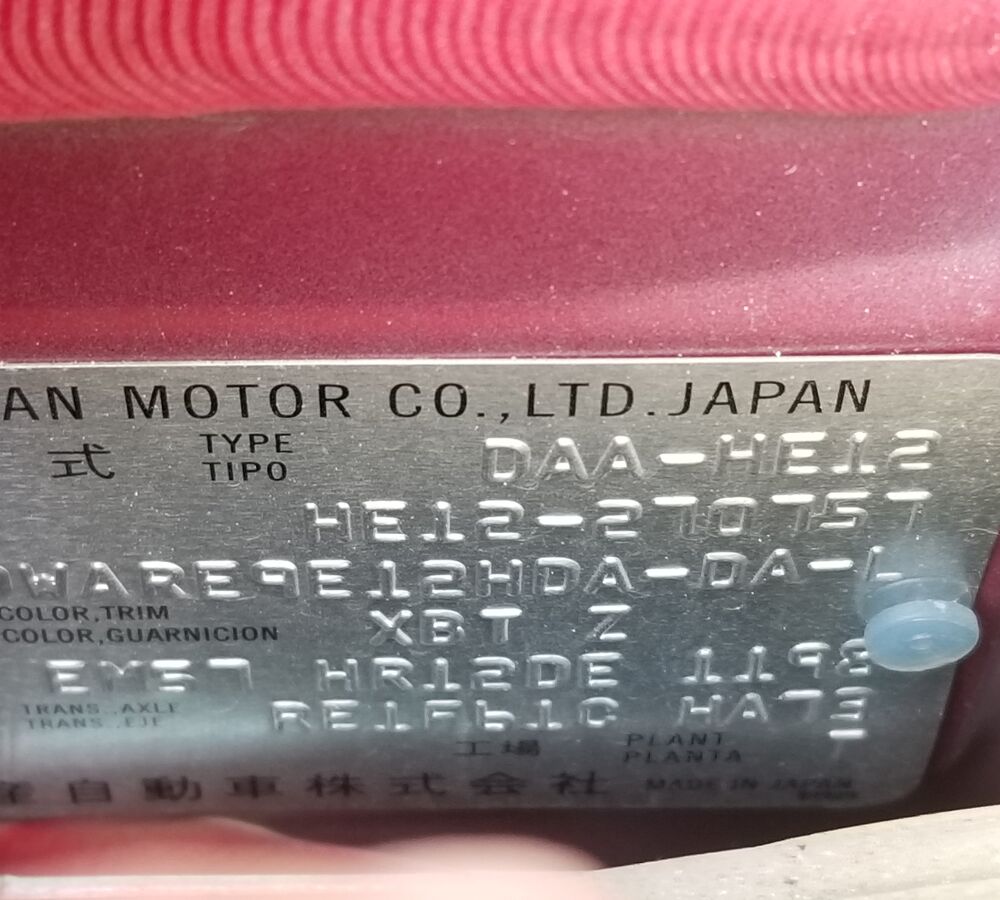 AN MOTOR CO.,LTD.JAPAN
式 TYPE DAA-HE12
TIPO
HE12-270757
WARE9E12HDA-DA-L
COLOR,TRIM XBT Z
COLOR,GUARNICION
EM57 HR12DE 1198
TRANS.,AXLE RE1F61C HA73
TRANS.,EJE
工場 PLANT
PLANTA
産自動車株式会社 MADE IN JAPAN